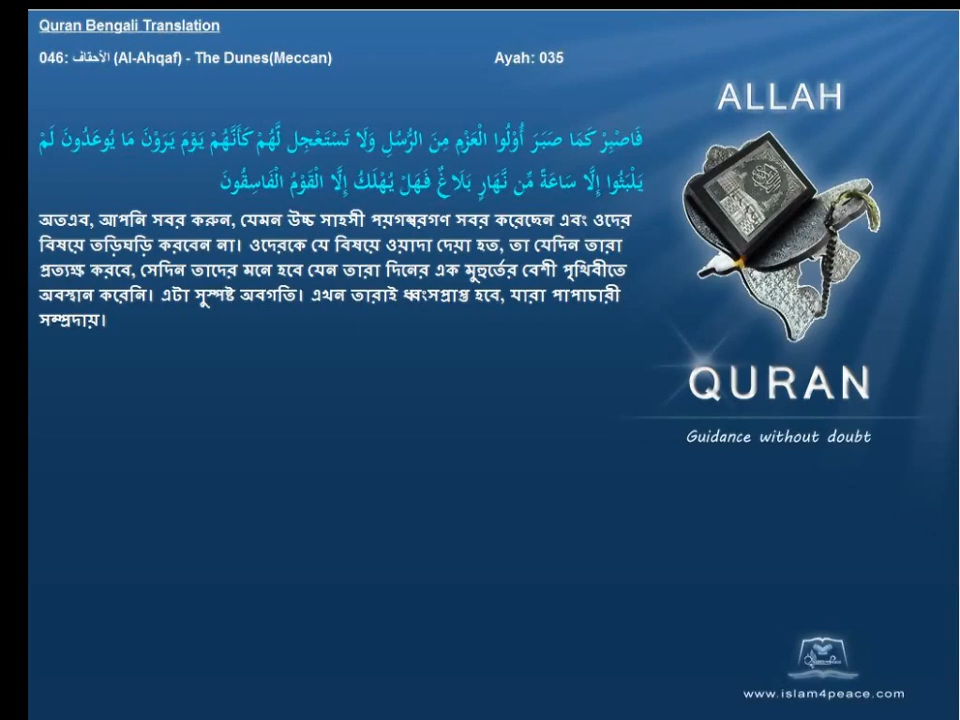 Quran Bengali Translation
046: الأحقاف (Al-Ahqaf) - The Dunes(Meccan) Ayah: 035
ALLAH
فَاصْبِرْ كَمَا صَبَرَ أُوْلُوا الْعَزْمِ مِنَ الرُّسُلِ وَلَا تَسْتَعْجِل لَّهُمْ كَأَنَّهُمْ يَوْمَ يَرَوْنَ مَا يُوعَدُونَ لَمْ
يَلْبَثُوا إِلَّا سَاعَةً مِّن نَّهَارٍ بَلَاغٌ فَهَلْ يُهْلَكُ إِلَّا الْقَوْمُ الْفَاسِقُونَ
অতএব, আপনি সবর করুন, যেমন উচ্চ সাহসী পয়গম্বরগণ সবর করেছেন এবং ওদের
বিষয়ে তড়িঘড়ি করবেন না। ওদেরকে যে বিষয়ে ওয়াদা দেয়া হত, তা যেদিন তারা
প্রত্যক্ষ করবে, সেদিন তাদের মনে হবে যেন তারা দিনের এক মুহুর্তের বেশী পৃথিবীতে
অবস্থান করেনি। এটা সুস্পষ্ট অবগতি। এখন তারাই ধ্বংসপ্রাপ্ত হবে, যারা পাপাচারী
সম্প্রদায়।
QURAN
Guidance without doubt
www.islam4peace.com